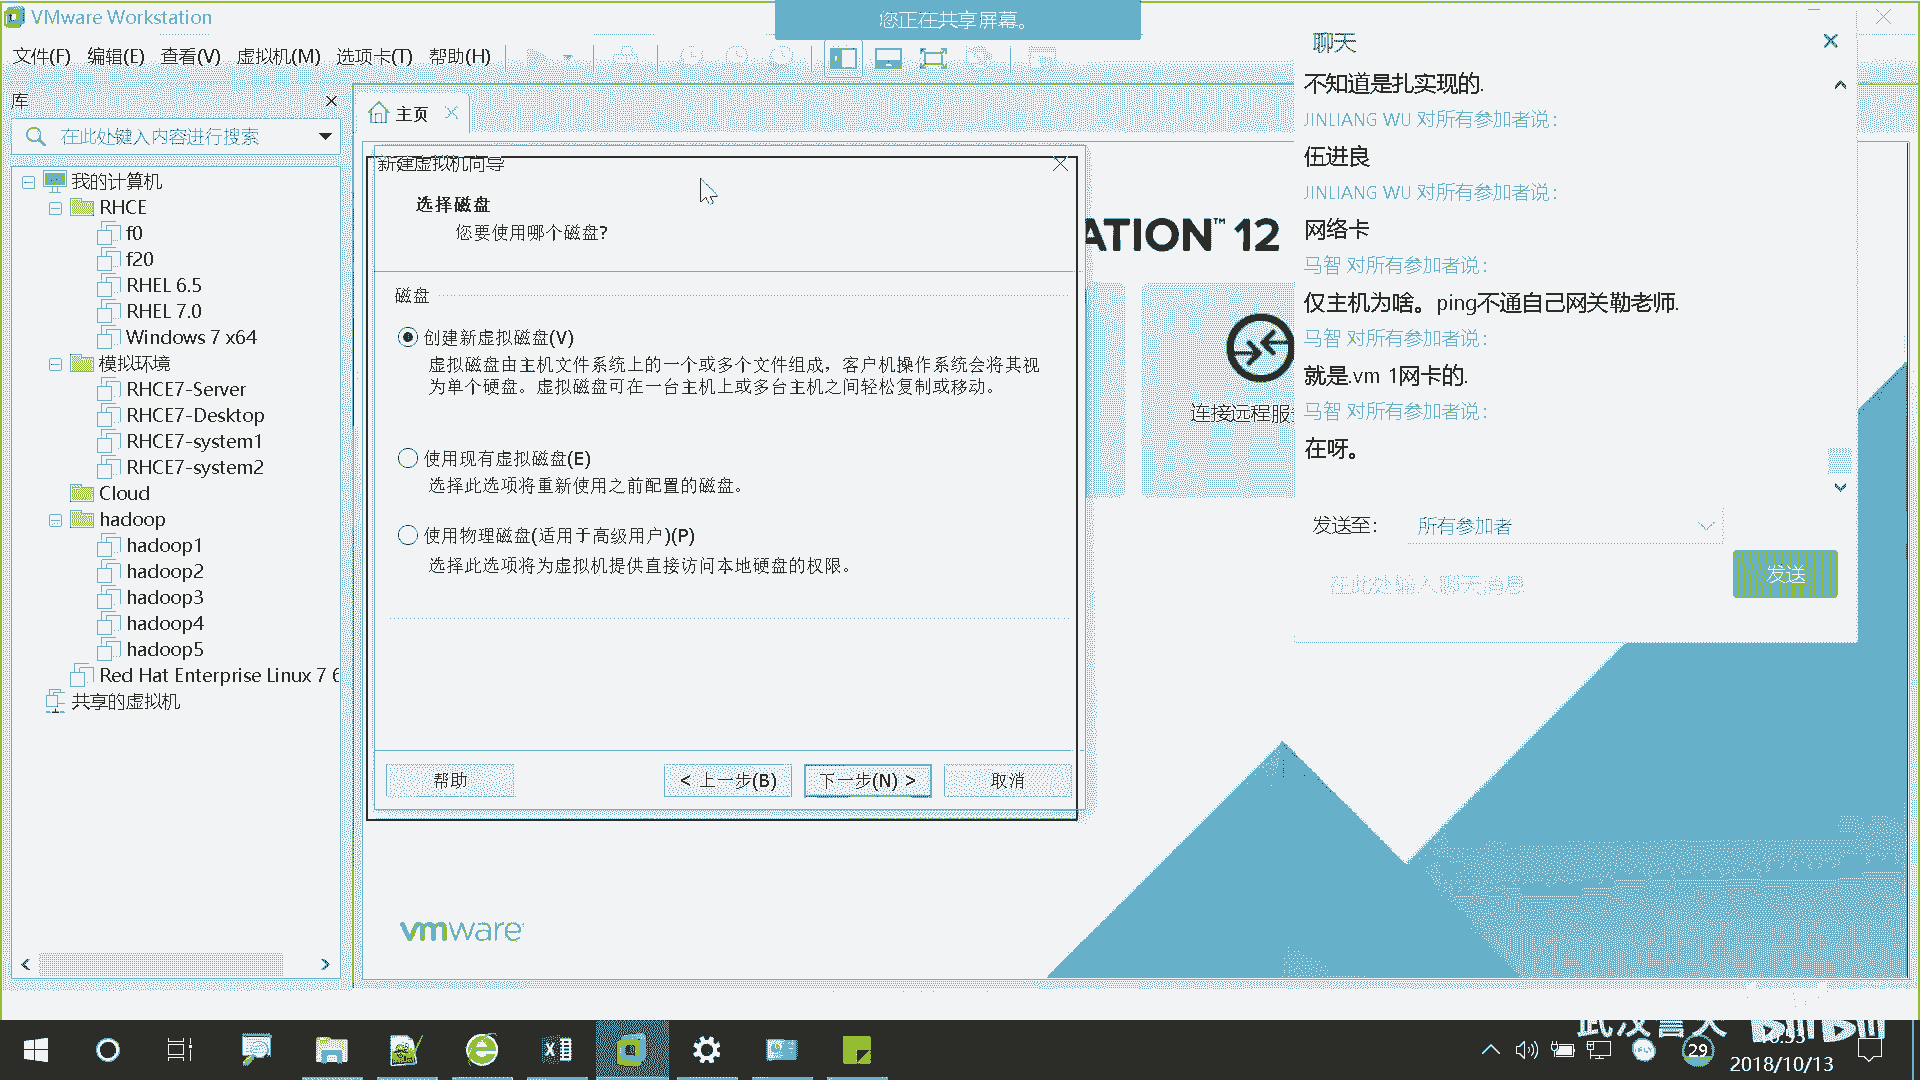 VMware Workstation
您正在共享屏幕。
文件(F) 编辑(E) 查看(V) 虚拟机(M) 选项卡(T) 帮助(H)
库
在此处键入内容进行搜索
我的计算机
RHCE
f0
f20
RHEL 6.5
RHEL 7.0
Windows 7 x64
模拟环境
RHCE7-Server
RHCE7-Desktop
RHCE7-system1
RHCE7-system2
Cloud
hadoop
hadoop1
hadoop2
hadoop3
hadoop4
hadoop5
Red Hat Enterprise Linux 7 6
共享的虚拟机
主页
新建虚拟机向导
选择磁盘
您要使用哪个磁盘?
磁盘
创建新虚拟磁盘(V)
虚拟磁盘由主机文件系统上的一个或多个文件组成，客户机操作系统会将其视
为单个硬盘。虚拟磁盘可在一台主机上或多台主机之间轻松复制或移动。
使用现有虚拟磁盘(E)
选择此选项将重新使用之前配置的磁盘。
使用物理磁盘(适用于高级用户)(P)
选择此选项将为虚拟机提供直接访问本地硬盘的权限。
帮助
< 上一步(B)
下一步(N) >
取消
ATION™ 12
连接远程服
vmware
聊天
不知道是扎实现的.
JINLIANG WU 对所有参加者说:
伍进良
JINLIANG WU 对所有参加者说:
网络卡
马智 对所有参加者说:
仅主机为啥。ping不通自己网关勒老师.
马智 对所有参加者说:
就是.vm 1网卡的.
马智 对所有参加者说:
在呀。
发送至: 所有参加者
在此处输入聊天消息
发送
29
2018/10/13